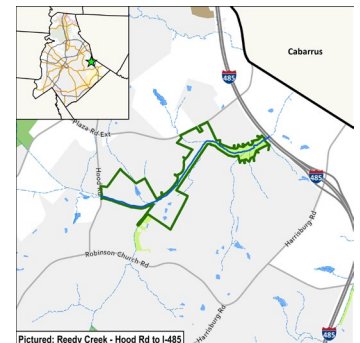 Cabarrus
485
Plaza-Rd-Ext
Hood-Rd
485
Harrisburg-Rd
Robinson-Church-Rd
Harrisburg-Rd
485
Pictured: Reedy Creek - Hood Rd to I-485